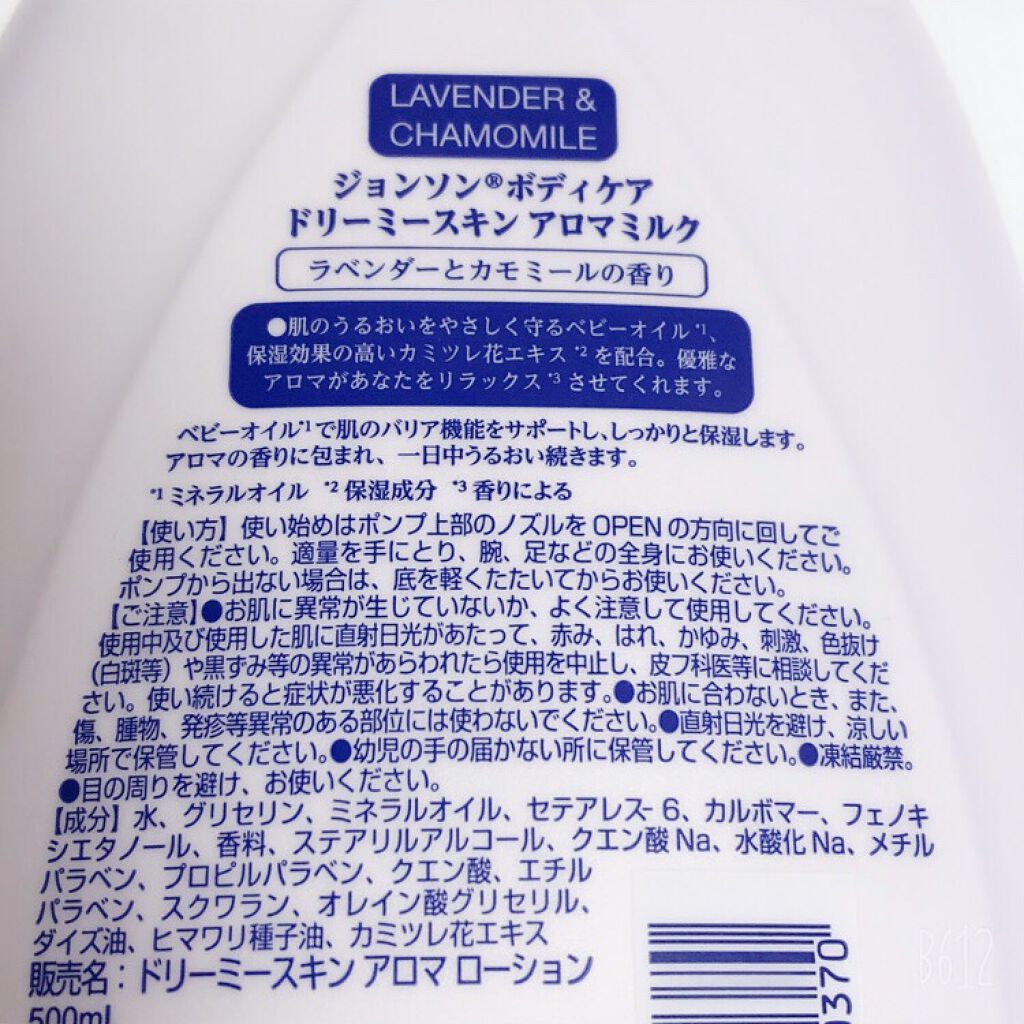 LAVENDER &
CHAMOMILE
ジョンソン®ボディケア
ドリーミースキン アロマミルク
ラベンダーとカモミールの香り
●肌のうるおいをやさしく守るベビーオイル*1、
保湿効果の高いカミツレ花エキス*2を配合。優雅な
アロマがあなたをリラックス*3させてくれます。
ベビーオイル*1で肌のバリア機能をサポートし、しっかりと保湿します。
アロマの香りに包まれ、一日中うるおい続きます。
*1 ミネラルオイル *2 保湿成分 *3 香りによる
【使い方】使い始めはポンプ上部のノズルをOPENの方向に回してご
使用ください。適量を手にとり、腕、足などの全身にお使いください。
ポンプから出ない場合は、底を軽くたたいてからお使いください。
【ご注意】●お肌に異常が生じていないか、よく注意して使用してください。
使用中及び使用した肌に直射日光があたって、赤み、はれ、かゆみ、刺激、色抜け
（白斑等）や黒ずみ等の異常があらわれたら使用を中止し、皮フ科医等に相談してくだ
さい。使い続けると症状が悪化することがあります。●お肌に合わないとき、また、
傷、腫物、発疹等異常のある部位には使わないでください。●直射日光を避け、涼しい
場所で保管してください。●幼児の手の届かない所に保管してください。●凍結厳禁。
●目の周りを避け、お使いください。
【成分】水、グリセリン、ミネラルオイル、セテアレス-6、カルボマー、フェノキ
シエタノール、香料、ステアリルアルコール、クエン酸Na、水酸化Na、メチル
パラベン、プロピルパラベン、クエン酸、エチル
パラベン、スクワラン、オレイン酸グリセリル、
ダイズ油、ヒマワリ種子油、カミツレ花エキス
販売名：ドリーミースキン アロマ ローション
500mL
0370
B612